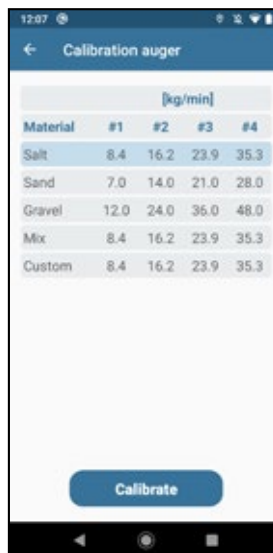 12:07
Calibration auger
[kg/min]
Material #1 #2 #3 #4
Salt 8.4 16.2 23.9 35.3
Sand 7.0 14.0 21.0 28.0
Gravel 12.0 24.0 36.0 48.0
Mix 8.4 16.2 23.9 35.3
Custom 8.4 16.2 23.9 35.3
Calibrate